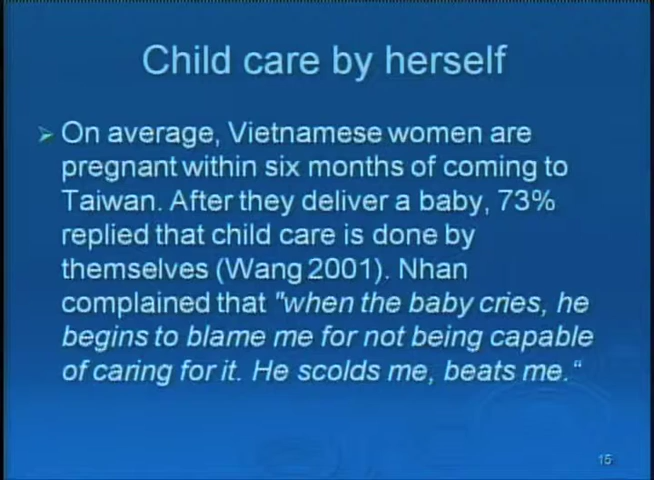 Child care by herself
➢ On average, Vietnamese women are
pregnant within six months of coming to
Taiwan. After they deliver a baby, 73%
replied that child care is done by
themselves (Wang 2001). Nhan
complained that "when the baby cries, he
begins to blame me for not being capable
of caring for it. He scolds me, beats me.“
15